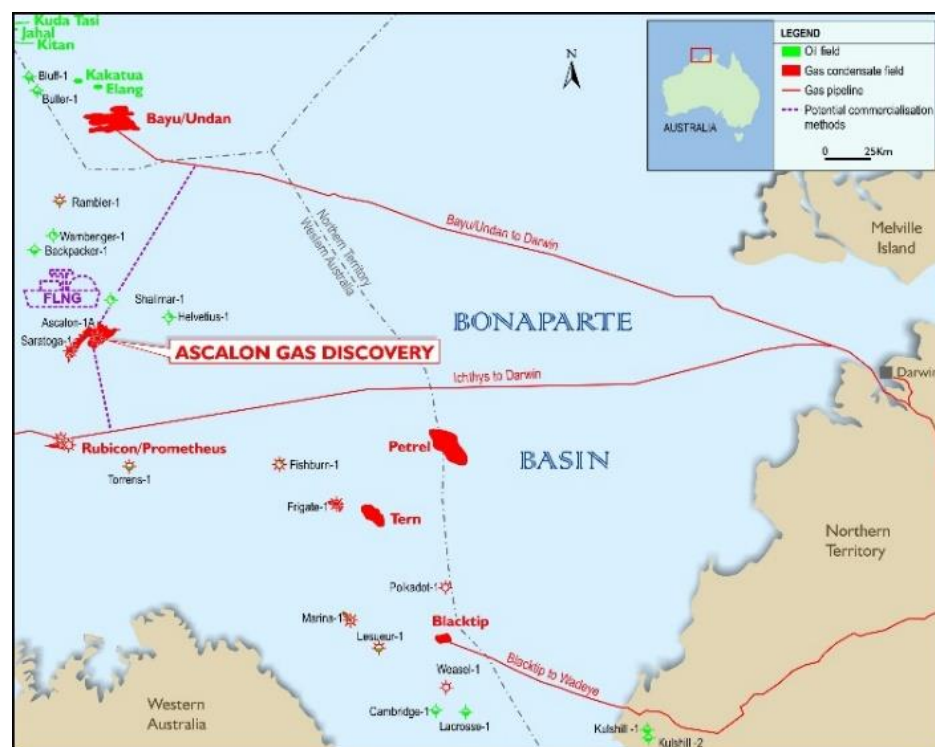 Kuda Tasi
Jahal
Kitan
Bluff-1
Kakatua
Elang
Buller-1
Bayu/Undan
N
AUSTRALIA
LEGEND
Oil field
Gas condensate field
Gas pipeline
Potential commercialisation
methods
0 25Km
Rambler-1
Wamberger-1
Backpacker-1
Northern Territory
Western Australia
Bayu/Undan to Darwin
Melville
Island
FLNG
Shalimar-1
Helvetius-1
Ascalon-1A
Saratoga-1
ASCALON GAS DISCOVERY
BONAPARTE
Ichthys to Darwin
Darwin
Rubicon/Prometheus
Torrens-1
Fishburn-1
Petrel
BASIN
Frigate-1
Tern
Northern
Territory
Polkadot-1
Marina-1
Lesueur-1
Blacktip
Blacktip to Wadeye
Weasel-1
Western
Australia
Cambridge-1
Lacrosse-1
Kulshill -1
Kulshill -2